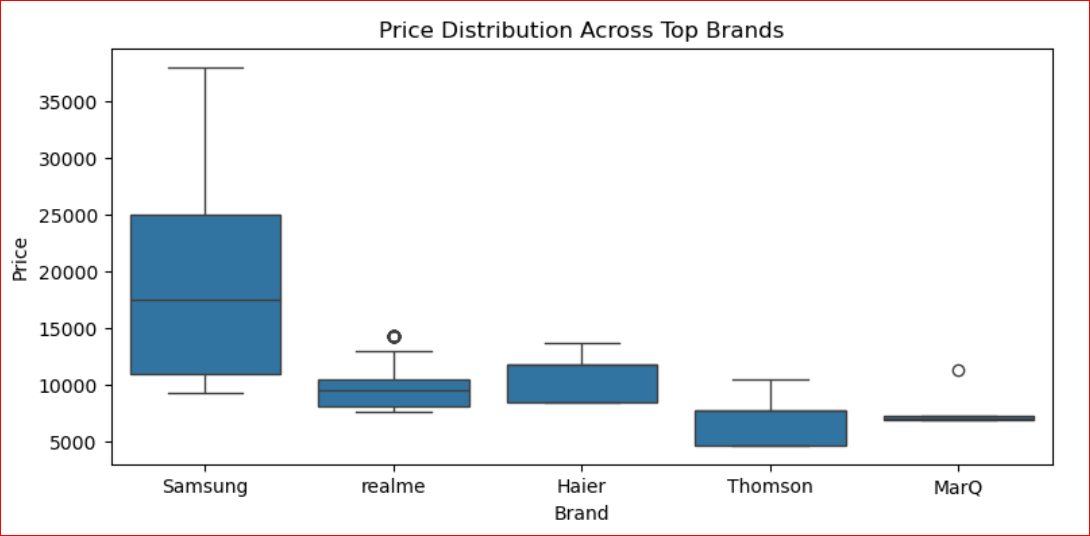 Price Distribution Across Top Brands
Price
35000
30000
25000
20000
15000
10000
5000
Samsung realme Haier Thomson MarQ
Brand